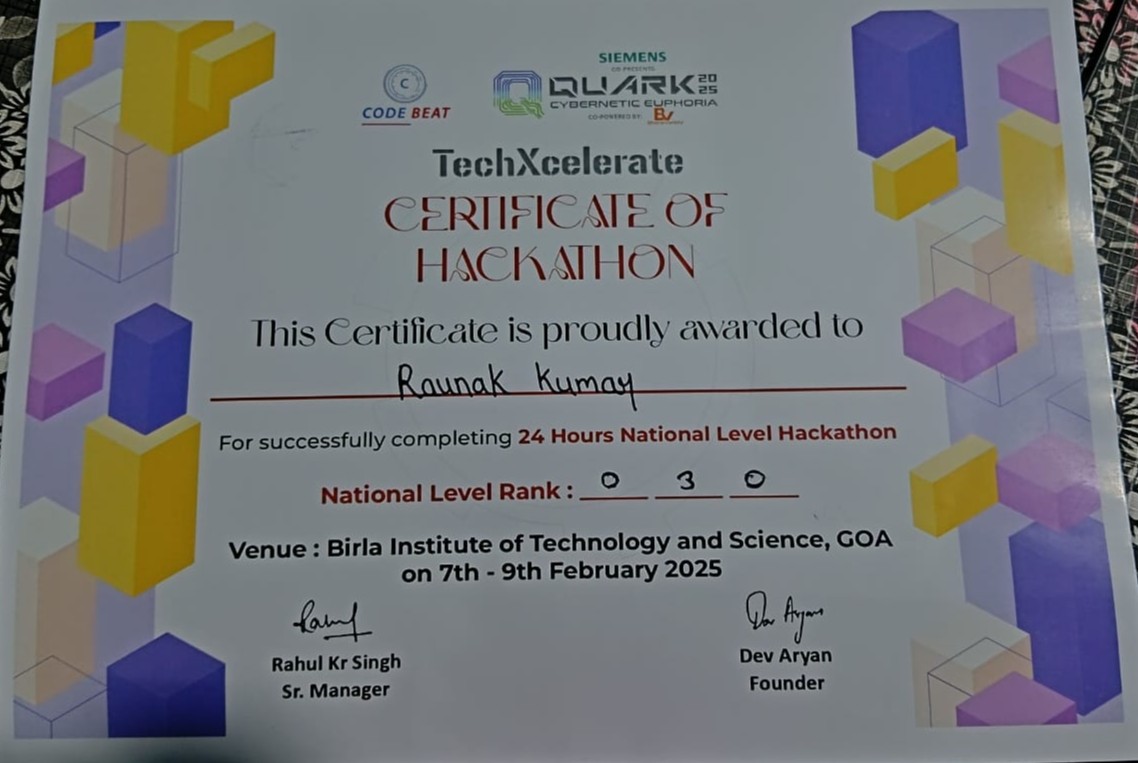 SIEMENS
CO-PRESENTS
C
CODE BEAT
QUARK 2025
CYBERNETIC EUPHORIA
CO-POWERED BY:
TechXcelerate
CERTIFICATE OF
HACKATHON
This Certificate is proudly awarded to
Raunak Kumar
For successfully completing 24 Hours National Level Hackathon
National Level Rank : 0 3 0
Venue : Birla Institute of Technology and Science, GOA
on 7th - 9th February 2025
Rahul
Dev Aryan
Rahul Kr Singh
Sr. Manager
Dev Aryan
Founder